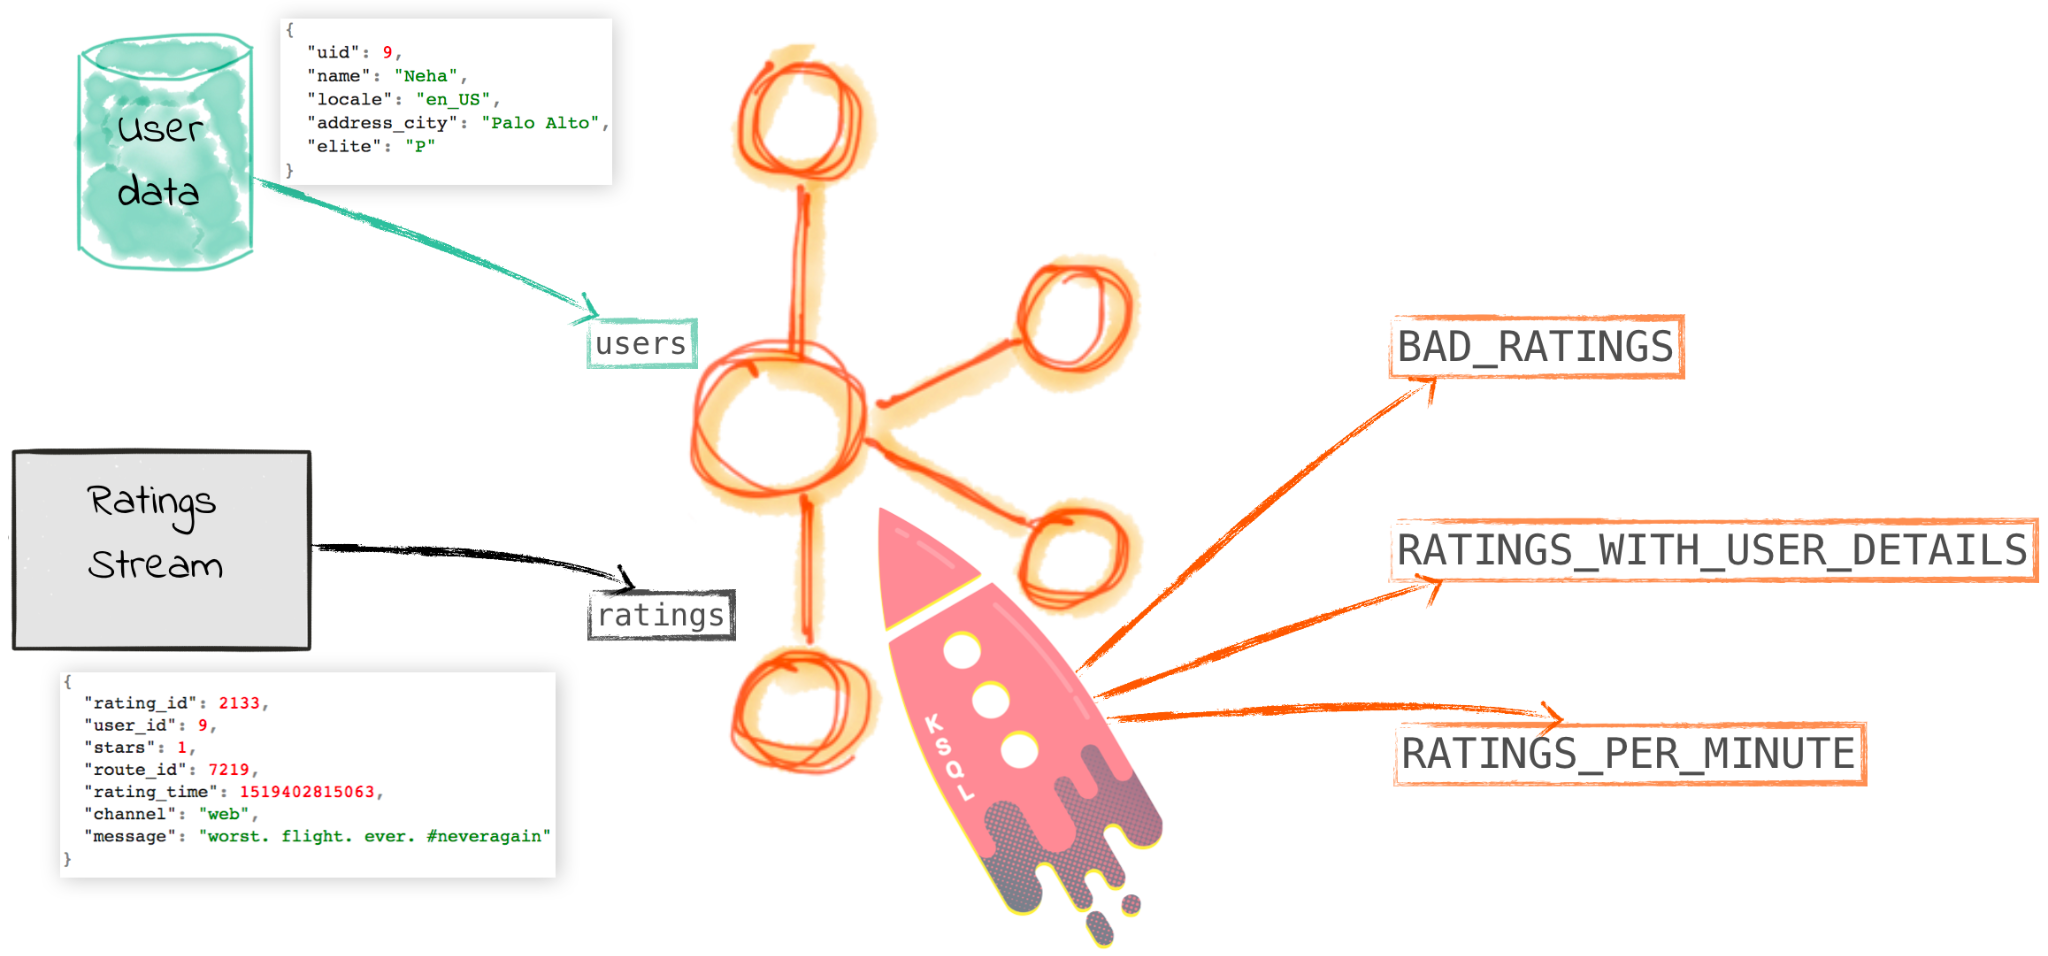 user
data
{
"uid": 9,
"name": "Neha",
"locale": "en_US",
"address_city": "Palo Alto",
"elite": "P"
}
users
Ratings
Stream
ratings
{
"rating_id": 2133,
"user_id": 9,
"stars": 1,
"route_id": 7219,
"rating_time": 1519402815063,
"channel": "web",
"message": "worst. flight. ever. #neveragain"
}
KSQL
BAD_RATINGS
RATINGS_WITH_USER_DETAILS
RATINGS_PER_MINUTE